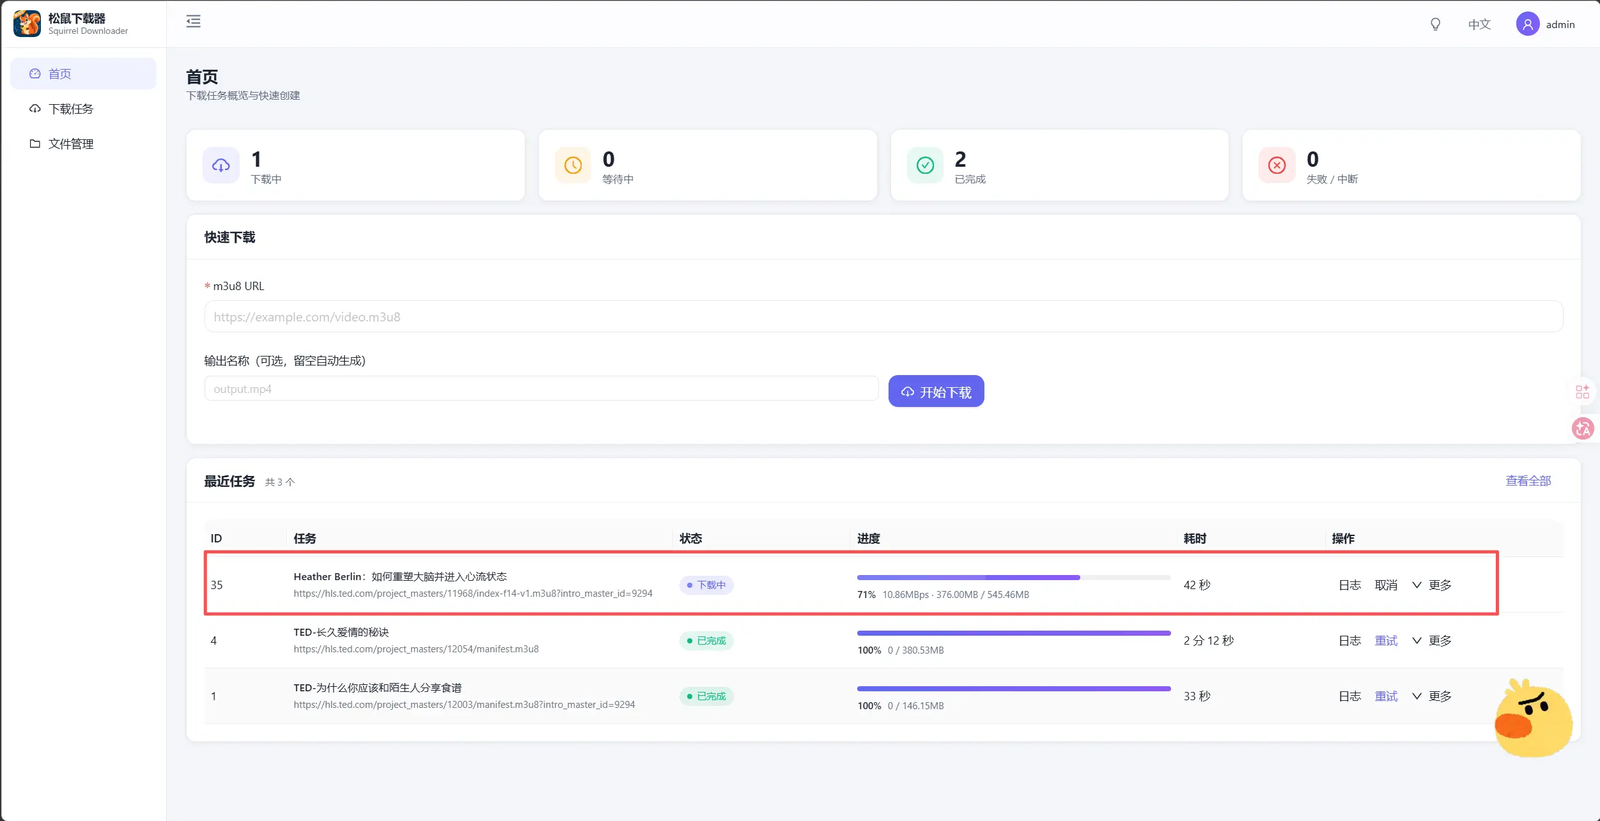 松鼠下载器
Squirrel Downloader
中文
admin
首页
下载任务
文件管理
首页
下载任务概览与快速创建
1
下载中
0
等待中
2
已完成
0
失败 / 中断
快速下载
* m3u8 URL
https://example.com/video.m3u8
输出名称（可选，留空自动生成）
output.mp4
开始下载
最近任务 共 3 个
查看全部
ID 任务 状态 进度 耗时 操作
35
Heather Berlin：如何重塑大脑并进入心流状态
https://hls.ted.com/project_masters/11968/index-f14-v1.m3u8?intro_master_id=9294
下载中
71% 10.86MBps · 376.00MB / 545.46MB
42 秒
日志 取消 更多
4
TED-长久爱情的秘诀
https://hls.ted.com/project_masters/12054/manifest.m3u8
已完成
100% 0 / 380.53MB
2 分 12 秒
日志 重试 更多
1
TED-为什么你应该和陌生人分享食谱
https://hls.ted.com/project_masters/12003/manifest.m3u8?intro_master_id=9294
已完成
100% 0 / 146.15MB
33 秒
日志 重试 更多